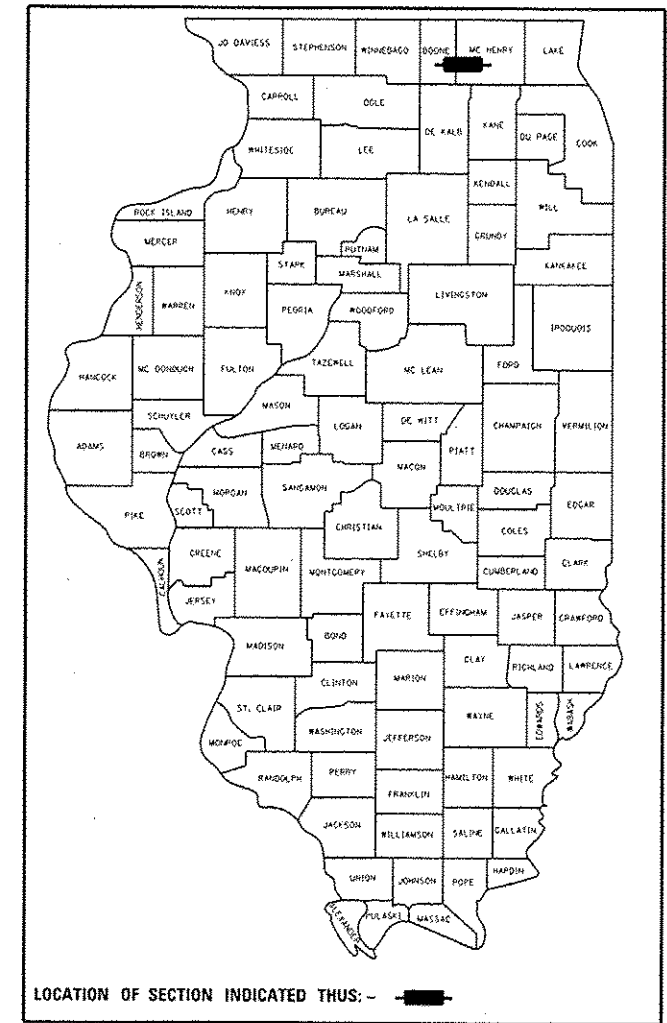 JO DAVIESS STEPHENSON WINNEBAGO BOONE MC HENRY LAKE
CARROLL OGLE DE KALB KANE DU PAGE COOK
WHITESIDE LEE
KENDALL
ROCK ISLAND HENRY BUREAU LA SALLE GRUNDY WILL
MERCER PUTNAM
STARK MARSHALL KANKAKEE
HENDERSON WARREN KNOX PEORIA WOODFORD LIVINGSTON IROQUOIS
HANCOCK MC DONOUGH FULTON TAZEWELL MC LEAN FORD
MASON
SCHUYLER LOGAN DE WITT CHAMPAIGN VERMILION
ADAMS BROWN CASS MENARD PIATT
MACON
MORGAN SANGAMON DOUGLAS EDGAR
PIKE SCOTT CHRISTIAN MOULTRIE COLES
GREENE MACOUPIN MONTGOMERY SHELBY CUMBERLAND CLARK
CALHOUN JERSEY
FAYETTE EFFINGHAM JASPER CRAWFORD
MADISON BOND
CLAY RICHLAND LAWRENCE
CLINTON MARION
ST. CLAIR WAYNE EDWARDS WABASH
MONROE WASHINGTON JEFFERSON
RANDOLPH PERRY HAMILTON WHITE
FRANKLIN
JACKSON WILLIAMSON SALINE GALLATIN
UNION JOHNSON POPE HARDIN
ALEXANDER PULASKI MASSAC
LOCATION OF SECTION INDICATED THUS: -